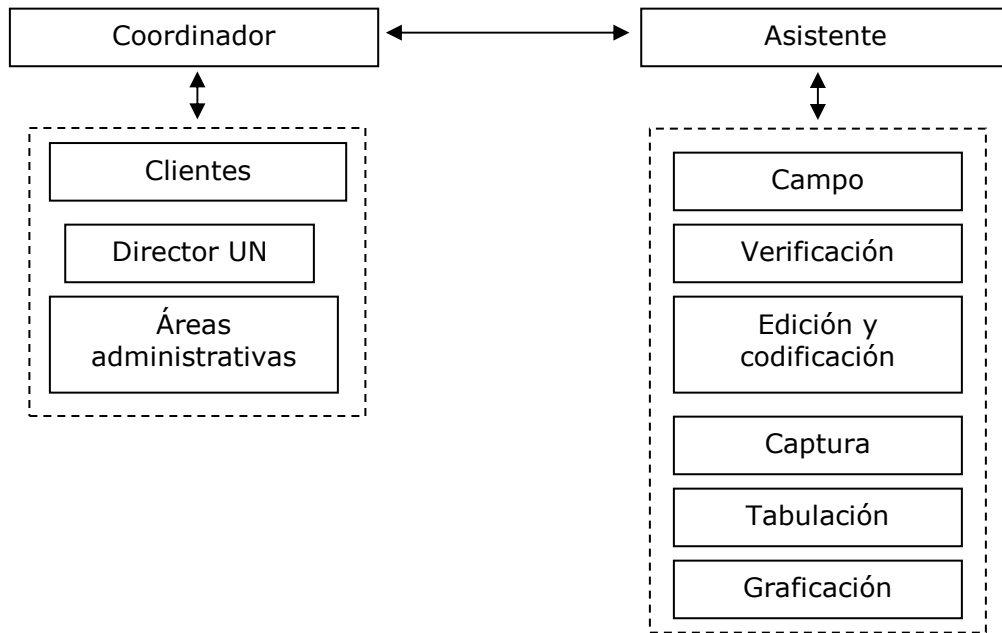 Coordinador
Asistente
Clientes
Director UN
Áreas
administrativas
Campo
Verificación
Edición y
codificación
Captura
Tabulación
Graficación